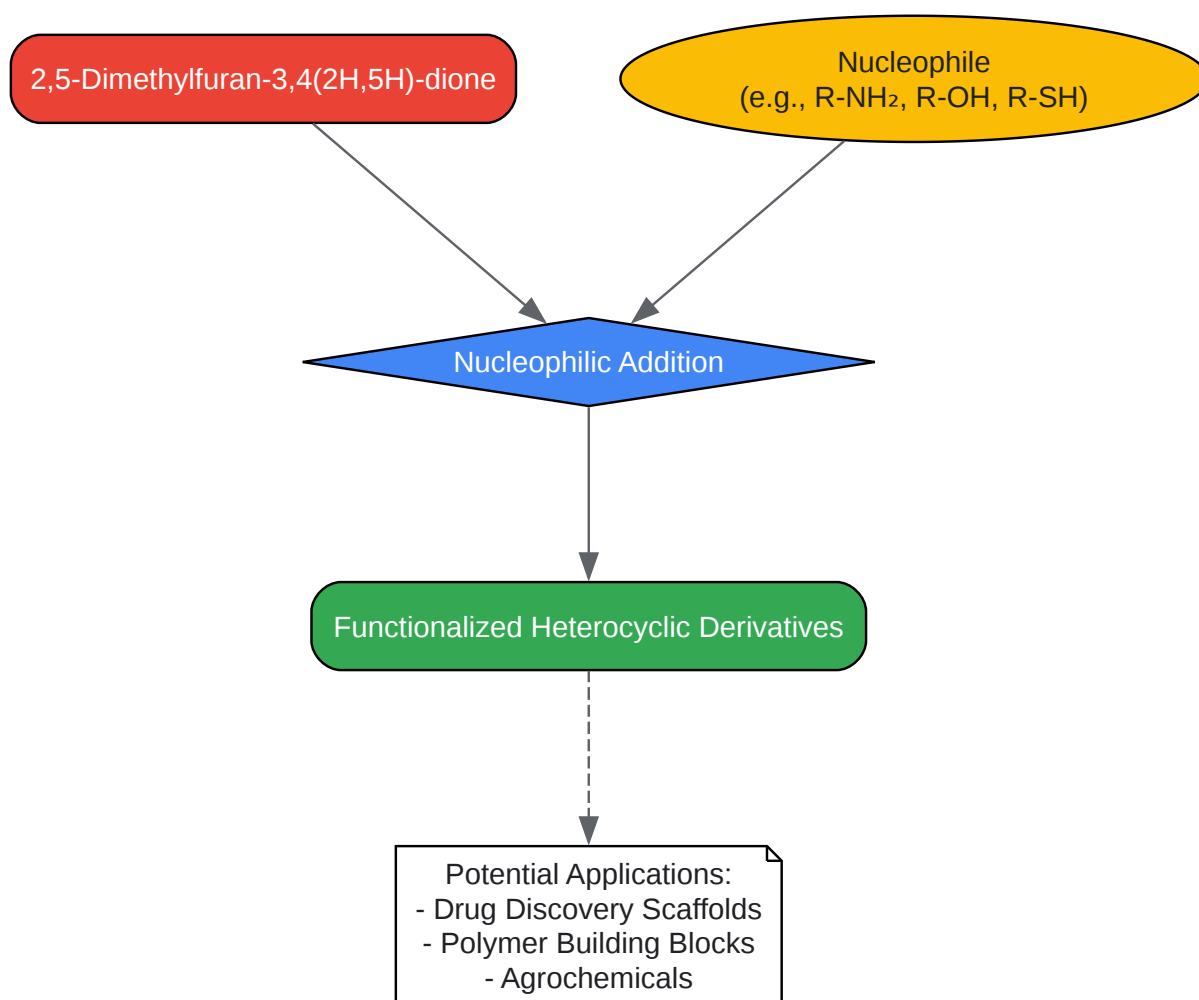 2,5-Dimethylfuran-3,4(2H,5H)-dione
Nucleophile
(e.g., R-NH₂, R-OH, R-SH)
Nucleophilic Addition
Functionalized Heterocyclic Derivatives
Potential Applications:
- Drug Discovery Scaffolds
- Polymer Building Blocks
- Agrochemicals